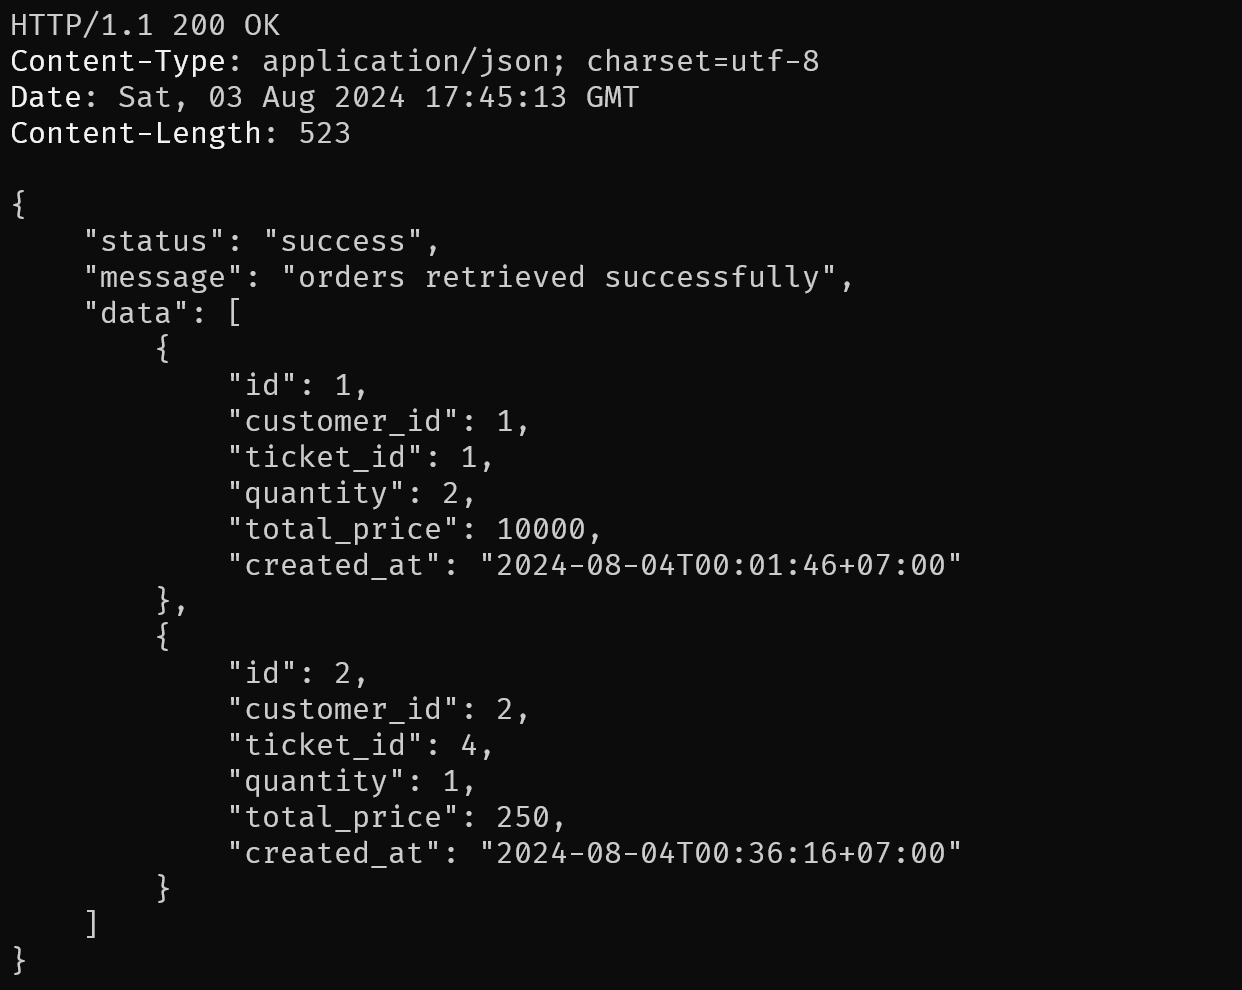 HTTP/1.1 200 OK
Content-Type: application/json; charset=utf-8
Date: Sat, 03 Aug 2024 17:45:13 GMT
Content-Length: 523

{
    "status": "success",
    "message": "orders retrieved successfully",
    "data": [
        {
            "id": 1,
            "customer_id": 1,
            "ticket_id": 1,
            "quantity": 2,
            "total_price": 10000,
            "created_at": "2024-08-04T00:01:46+07:00"
        },
        {
            "id": 2,
            "customer_id": 2,
            "ticket_id": 4,
            "quantity": 1,
            "total_price": 250,
            "created_at": "2024-08-04T00:36:16+07:00"
        }
    ]
}